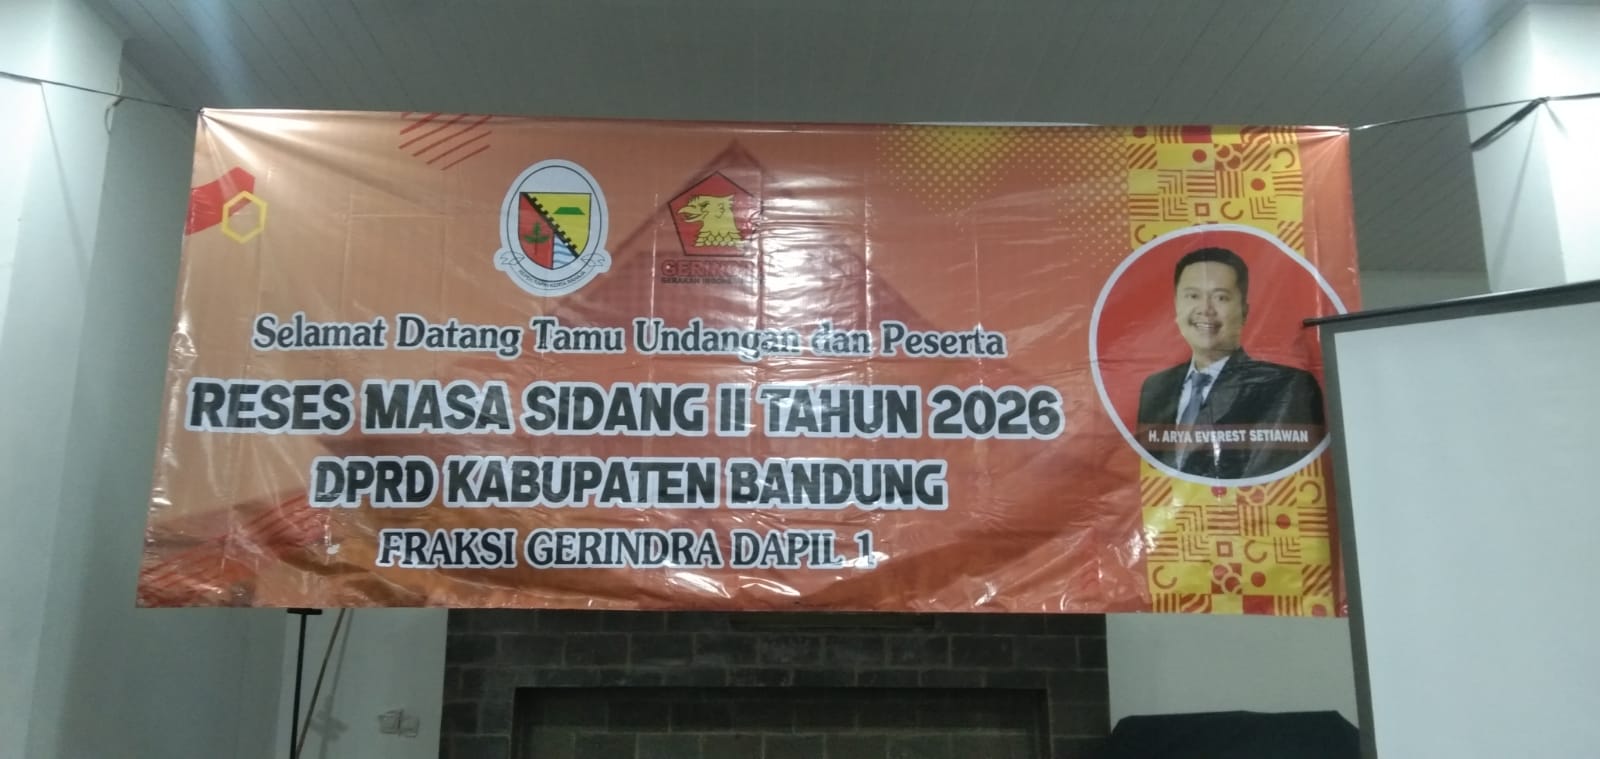 GERINDRA
Selamat Datang Tamu Undangan dan Peserta
RESES MASA SIDANG II TAHUN 2026
DPRD KABUPATEN BANDUNG
FRAKSI GERINDRA DAPIL 1
H. ARYA EVEREST SETIAWAN